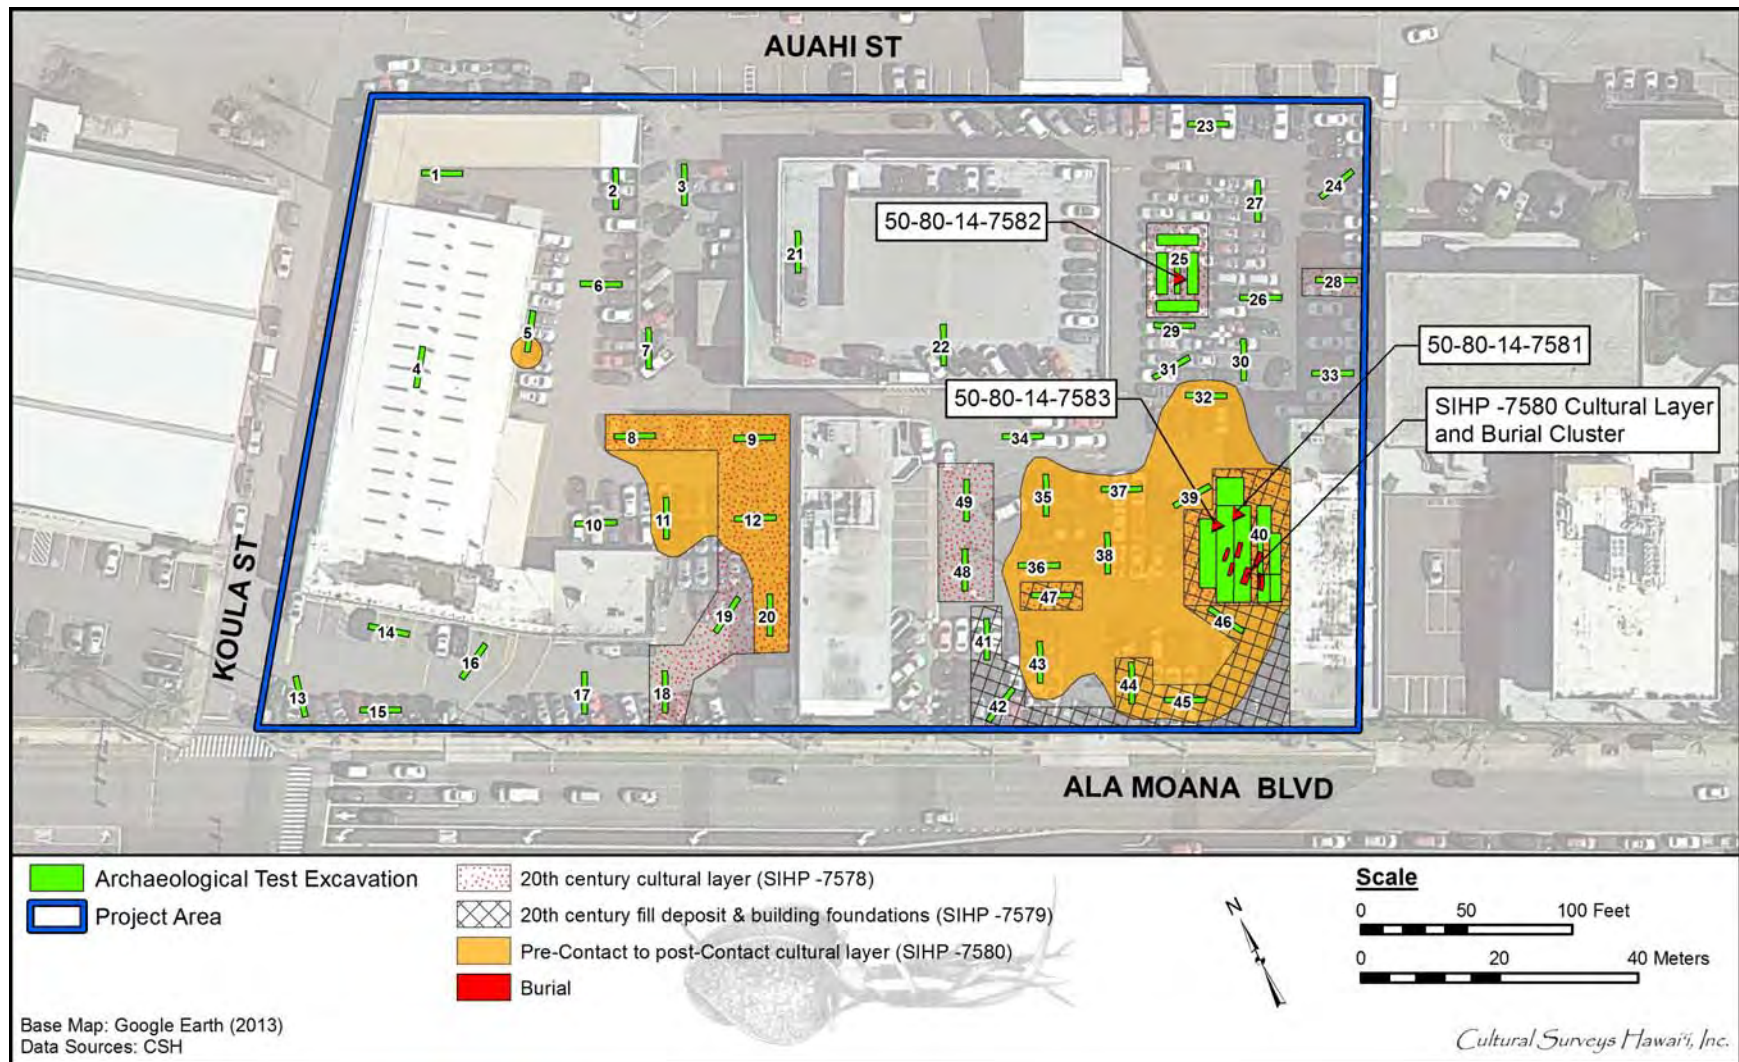 AUAHI ST
23
1
2
3
24
27
50-80-14-7582
21
25
6
28
26
5
29
50-80-14-7581
7
22
4
31
30
33
50-80-14-7583
32
SIHP -7580 Cultural Layer
and Burial Cluster
8
9
34
35
37
39
49
11
12
10
40
38
48
36
47
KOULA ST
14
19
20
46
41
16
43
13
18
17
44
15
42
45
ALA MOANA BLVD
Archaeological Test Excavation
Project Area
20th century cultural layer (SIHP -7578)
20th century fill deposit & building foundations (SIHP -7579)
Pre-Contact to post-Contact cultural layer (SIHP -7580)
Burial
N
Scale
0 50 100 Feet
0 20 40 Meters
Base Map: Google Earth (2013)
Data Sources: CSH
Cultural Surveys Hawai'i, Inc.